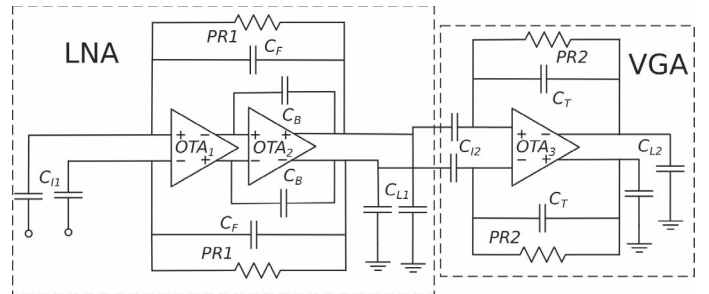 LNA
PR1
C_F
C_B
+ −
OTA_1
− +
+ −
OTA_2
− +
C_B
C_I1
C_F
PR1
C_L1
VGA
PR2
C_T
C_I2
+ −
OTA_3
− +
C_L2
C_T
PR2